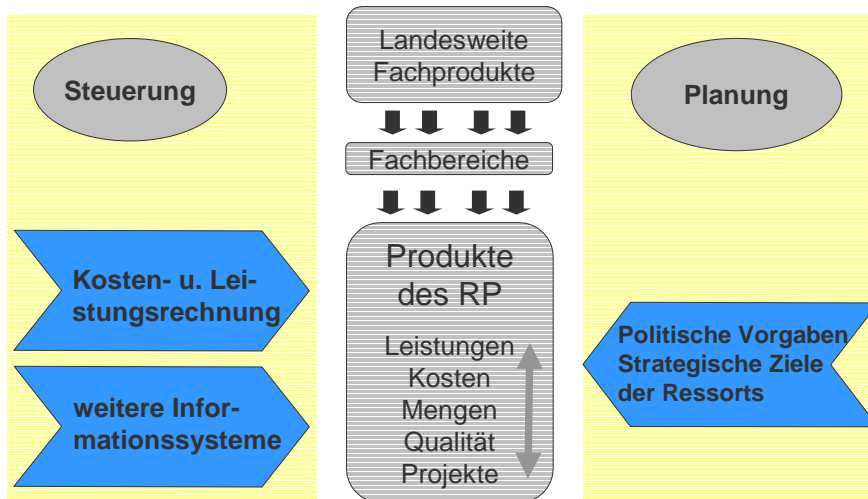 Steuerung
Kosten- u. Lei-
stungsrechnung
weitere Infor-
mationssysteme
Landesweite
Fachprodukte
Fachbereiche
Produkte
des RP
Leistungen
Kosten
Mengen
Qualität
Projekte
Planung
Politische Vorgaben
Strategische Ziele
der Ressorts